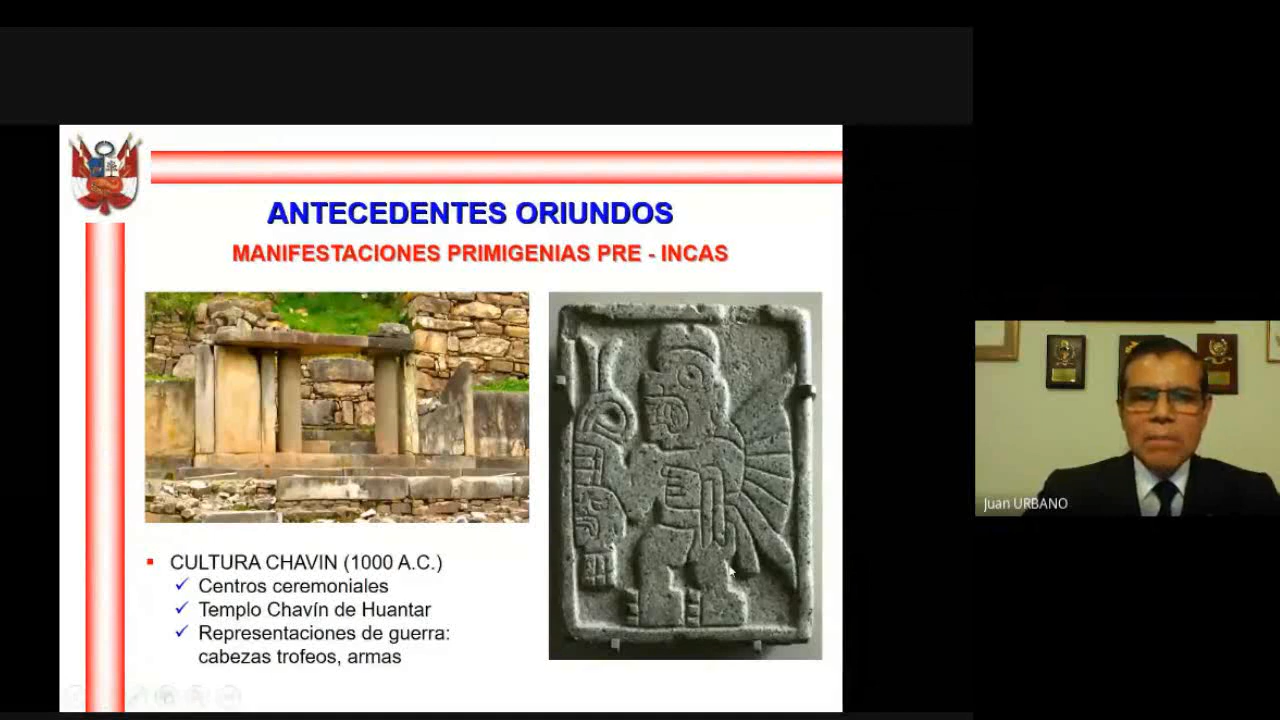 ANTECEDENTES ORIUNDOS
MANIFESTACIONES PRIMIGENIAS PRE - INCAS
CULTURA CHAVIN (1000 A.C.)
Centros ceremoniales
Templo Chavín de Huantar
Representaciones de guerra:
cabezas trofeos, armas
Juan URBANO